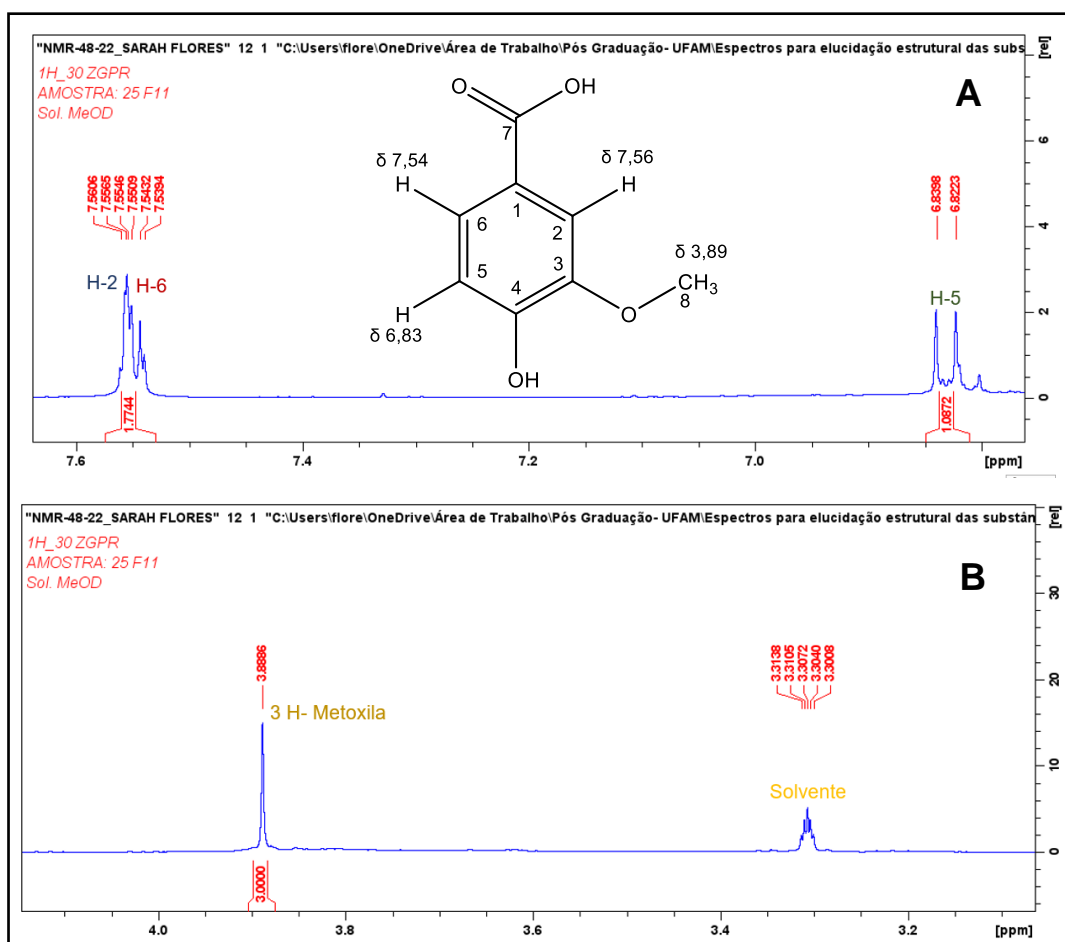 "NMR-48-22_SARAH FLORES" 12 1 "C:\Users\flore\OneDrive\Área de Trabalho\Pós Graduação- UFAM\Espectros para elucidação estrutural das subs
1H_30 ZGPR
AMOSTRA: 25 F11
Sol. MeOD
A
[rel]
O
OH
7
δ 7,54
δ 7,56
H
H
1
6
2
5
3
4
δ 3,89
CH3
8
O
H
δ 6,83
OH
7.5606
7.5565
7.5546
7.5509
7.5432
7.5394
6.8398
6.8223
H-2
H-6
H-5
1.7744
1.0872
6
4
2
0
7.6
7.4
7.2
7.0
[ppm]
"NMR-48-22_SARAH FLORES" 12 1 "C:\Users\flore\OneDrive\Área de Trabalho\Pós Graduação- UFAM\Espectros para elucidação estrutural das substân
1H_30 ZGPR
AMOSTRA: 25 F11
Sol. MeOD
B
[rel]
3.8886
3 H- Metoxila
3.3138
3.3105
3.3072
3.3040
3.3008
Solvente
3.0000
30
20
10
0
4.0
3.8
3.6
3.4
3.2
[ppm]